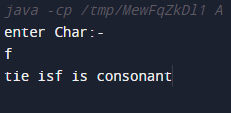 java -cp /tmp/MewFqZkDl1 A
enter Char:-
f
tie isf is consonant